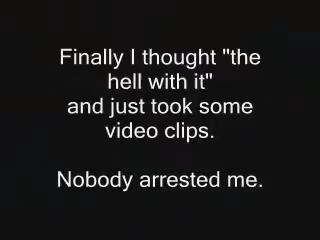 Finally I thought "the
hell with it"
and just took some
video clips.
Nobody arrested me.